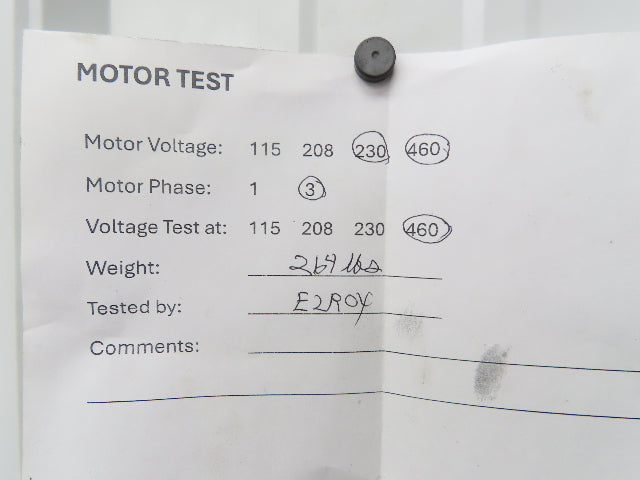 MOTOR TEST
Motor Voltage: 115 208 230 460
Motor Phase: 1 3
Voltage Test at: 115 208 230 460
Weight: 264 lbs
Tested by: ELROY
Comments: